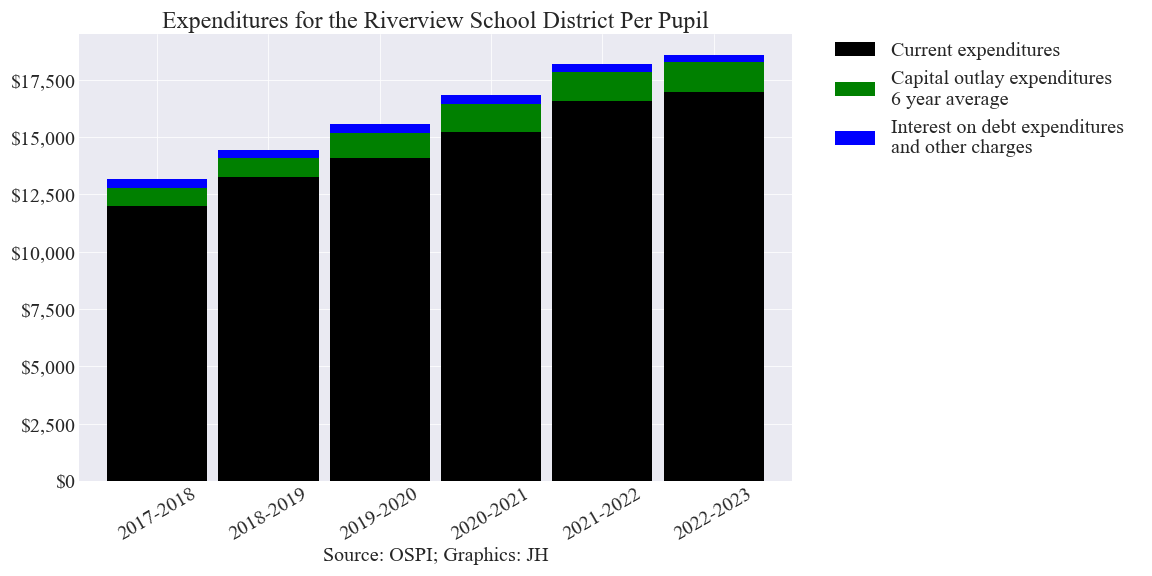 Expenditures for the Riverview School District Per Pupil
$17,500
$15,000
$12,500
$10,000
$7,500
$5,000
$2,500
$0
2017-2018
2018-2019
2019-2020
2020-2021
2021-2022
2022-2023
Source: OSPI; Graphics: JH
Current expenditures
Capital outlay expenditures
6 year average
Interest on debt expenditures
and other charges